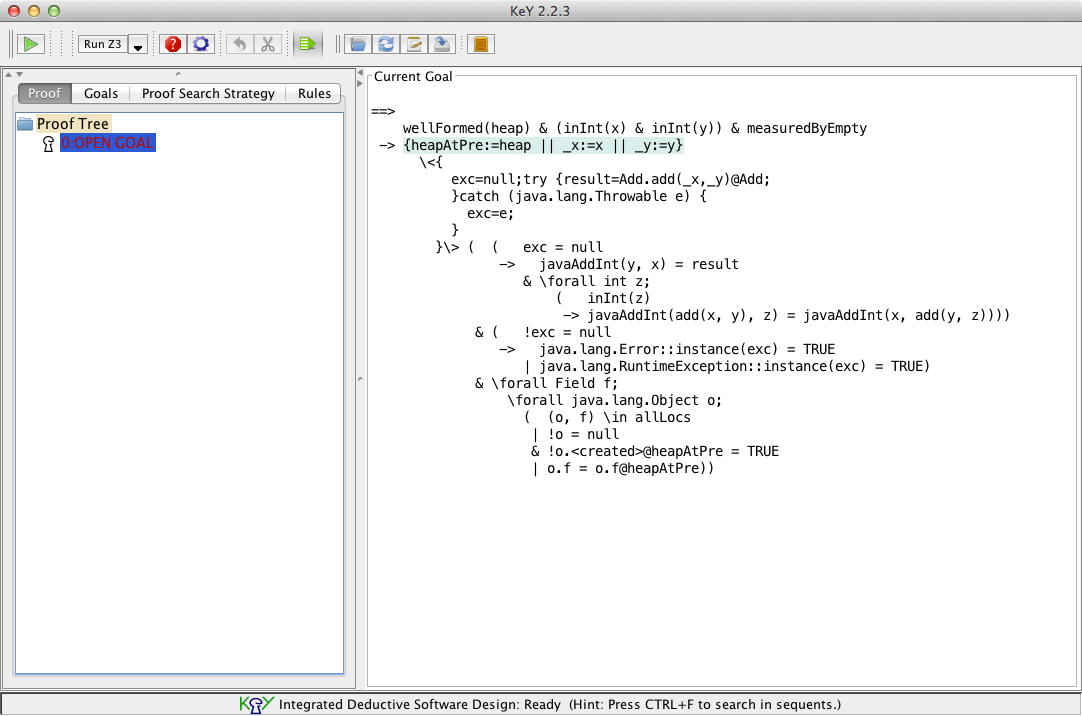 KeY 2.2.3
Run Z3
Proof Goals Proof Search Strategy Rules
Proof Tree
0:OPEN GOAL
Current Goal
==>
wellFormed(heap) & (inInt(x) & inInt(y)) & measuredByEmpty
-> {heapAtPre:=heap || _x:=x || _y:=y}
\<{
exc=null;try {result=Add.add(_x,_y)@Add;
}catch (java.lang.Throwable e) {
exc=e;
}
}\> ( ( exc = null
-> javaAddInt(y, x) = result
& \forall int z;
( inInt(z)
-> javaAddInt(add(x, y), z) = javaAddInt(x, add(y, z))))
& ( !exc = null
-> java.lang.Error::instance(exc) = TRUE
| java.lang.RuntimeException::instance(exc) = TRUE)
& \forall Field f;
\forall java.lang.Object o;
( (o, f) \in allLocs
| !o = null
& !o.<created>@heapAtPre = TRUE
| o.f = o.f@heapAtPre))
KeY Integrated Deductive Software Design: Ready (Hint: Press CTRL+F to search in sequents.)